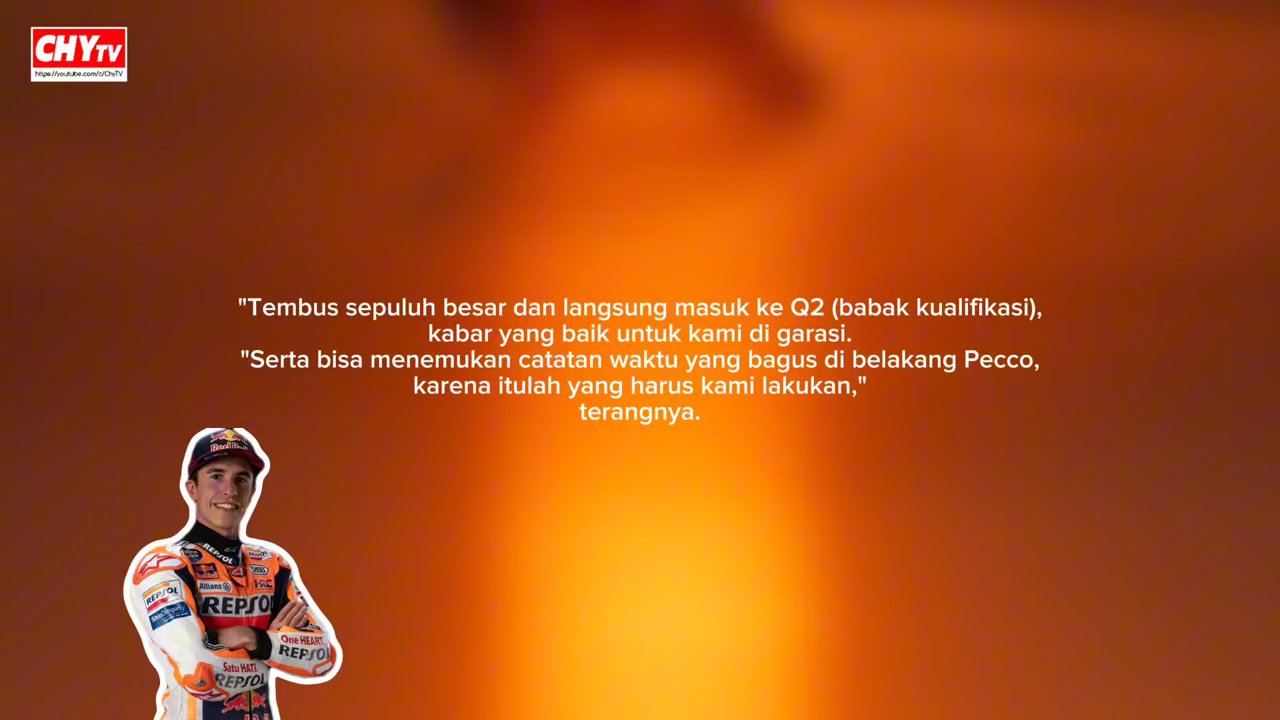 CHYTV
https://youtube.com/c/ChyTV
"Tembus sepuluh besar dan langsung masuk ke Q2 (babak kualifikasi),
kabar yang baik untuk kami di garasi.
"Serta bisa menemukan catatan waktu yang bagus di belakang Pecco,
karena itulah yang harus kami lakukan,"
terangnya.
Red Bull
REPSOL
Allianz
HRC
REPSOL
REPSOL
One HEART.
REPSOL
Satu HATI.
REPSOL